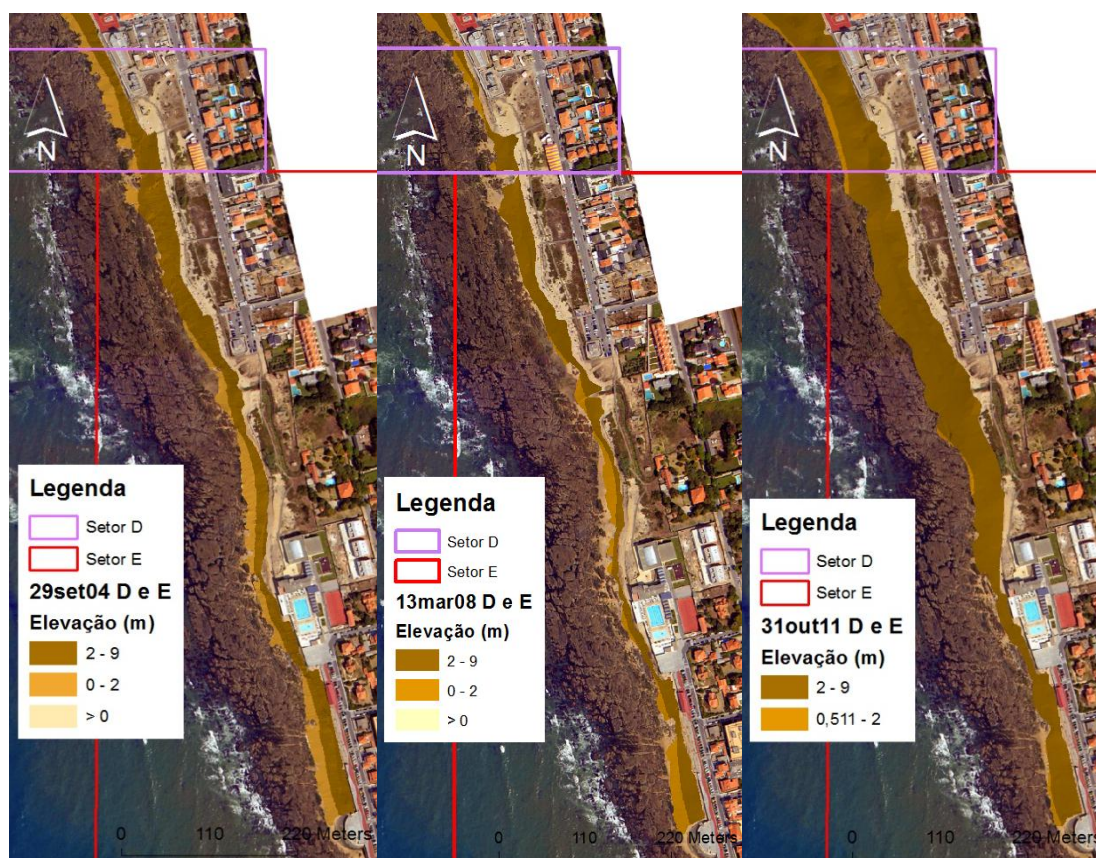 N
Legenda
Setor D
Setor E
29set04 D e E
Elevação (m)
2 - 9
0 - 2
> 0
0 110 220 Meters
N
Legenda
Setor D
Setor E
13mar08 D e E
Elevação (m)
2 - 9
0 - 2
> 0
0 110 220 Meters
N
Legenda
Setor D
Setor E
31out11 D e E
Elevação (m)
2 - 9
0,511 - 2
0 110 220 Meters